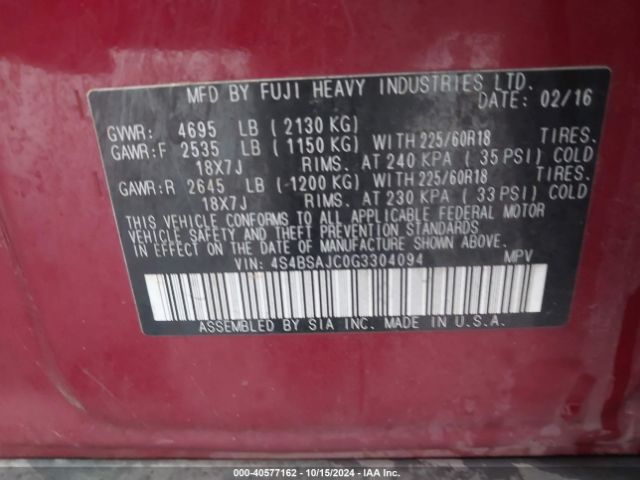 MFD BY FUJI HEAVY INDUSTRIES LTD.
DATE: 02/16
GVWR: 4695 LB ( 2130 KG)
GAWR:F 2535 LB ( 1150 KG) WITH 225/60R18 TIRES.
18X7J RIMS. AT 240 KPA ( 35 PSI) COLD
GAWR:R 2645 LB ( 1200 KG) WITH 225/60R18 TIRES.
18X7J RIMS. AT 230 KPA ( 33 PSI) COLD
THIS VEHICLE CONFORMS TO ALL APPLICABLE FEDERAL MOTOR
VEHICLE SAFETY AND THEFT PREVENTION STANDARDS IN EFFECT
ON THE DATE OF MANUFACTURE SHOWN ABOVE.
VIN: 4S4BSAJC0G3304094 MPV
ASSEMBLED BY SIA INC. MADE IN U.S.A.
000-40577162 - 10/15/2024 - IAA Inc.